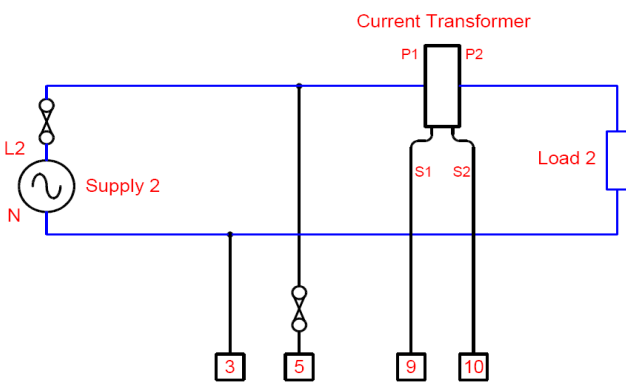 Current Transformer
P1 P2
L2
Load 2
S1 S2
Supply 2
N
3 5 9 10